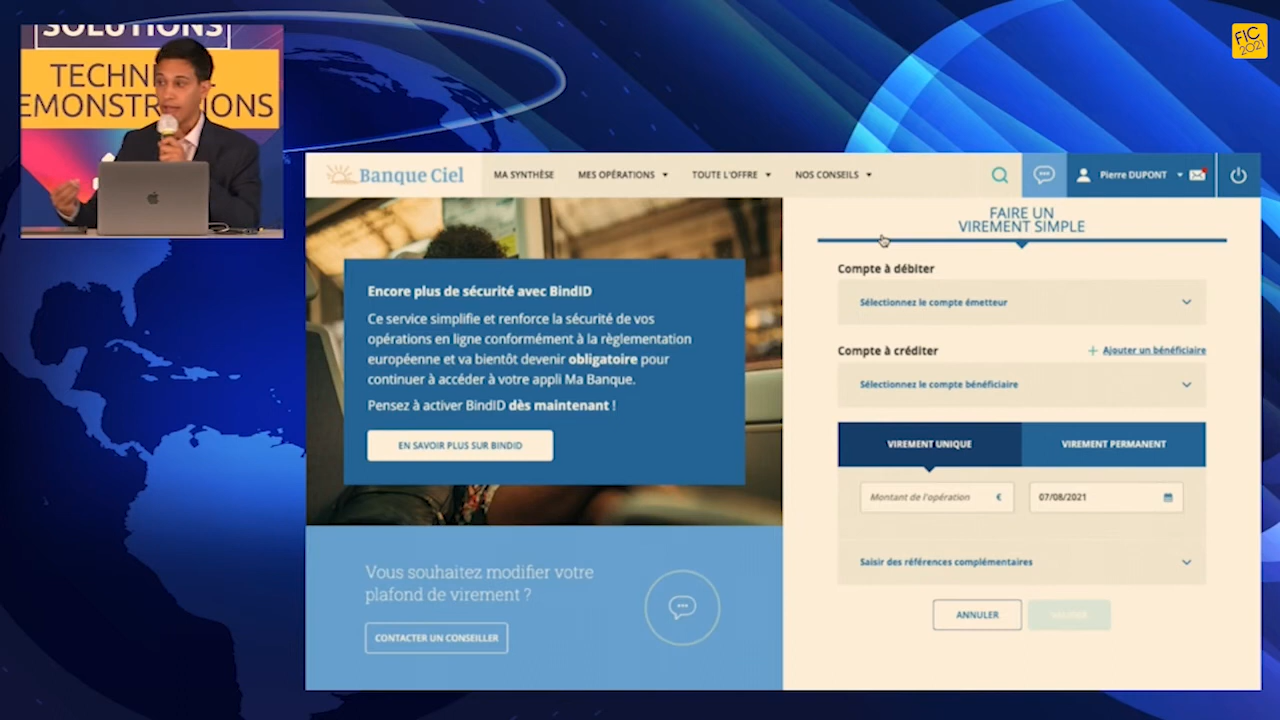 SOLUTIONS
TECHNI L
EMONSTR IONS
FIC
2021
Banque Ciel
MA SYNTHÈSE
MES OPÉRATIONS
TOUTE L'OFFRE
NOS CONSEILS
Pierre DUPONT
FAIRE UN
VIREMENT SIMPLE
Encore plus de sécurité avec BindID
Ce service simplifie et renforce la sécurité de vos
opérations en ligne conformément à la règlementation
européenne et va bientôt devenir obligatoire pour
continuer à accéder à votre appli Ma Banque.
Pensez à activer BindID dès maintenant !
EN SAVOIR PLUS SUR BINDID
Vous souhaitez modifier votre
plafond de virement ?
CONTACTER UN CONSEILLER
Compte à débiter
Sélectionnez le compte émetteur
Compte à créditer
+ Ajouter un bénéficiaire
Sélectionnez le compte bénéficiaire
VIREMENT UNIQUE
VIREMENT PERMANENT
Montant de l'opération €
07/08/2021
Saisir des références complémentaires
ANNULER